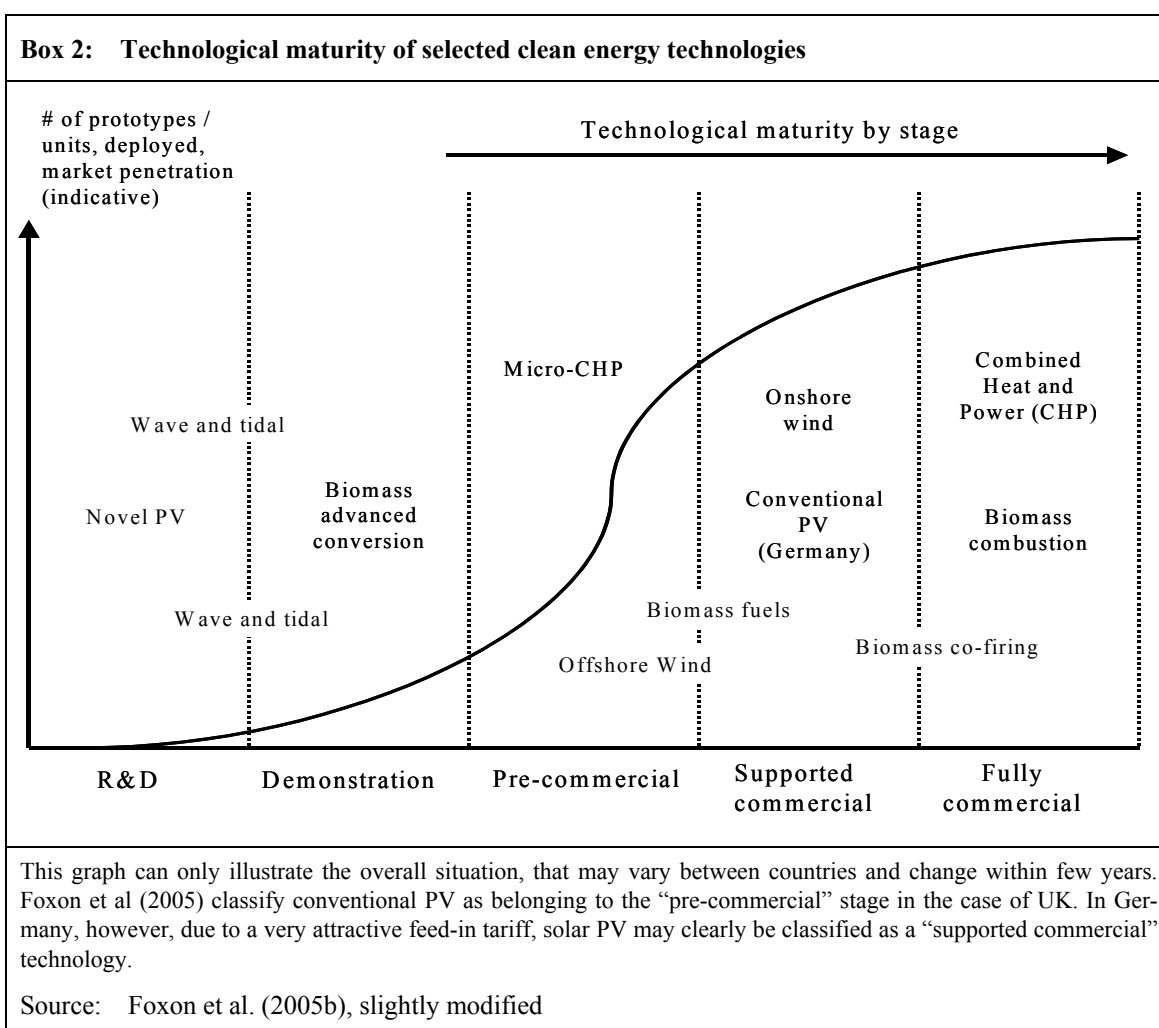 Box 2: Technological maturity of selected clean energy technologies
# of prototypes /
units, deployed,
market penetration
(indicative)
Technological maturity by stage
Micro-CHP
Combined
Heat and
Power (CHP)
Onshore
wind
Wave and tidal
Novel PV
Biomass
advanced
conversion
Conventional
PV
(Germany)
Biomass
combustion
Wave and tidal
Biomass fuels
Offshore Wind
Biomass co-firing
R&D
Demonstration
Pre-commercial
Supported
commercial
Fully
commercial
This graph can only illustrate the overall situation, that may vary between countries and change within few years.
Foxon et al (2005) classify conventional PV as belonging to the “pre-commercial” stage in the case of UK. In Ger-
many, however, due to a very attractive feed-in tariff, solar PV may clearly be classified as a “supported commercial”
technology.
Source: Foxon et al. (2005b), slightly modified